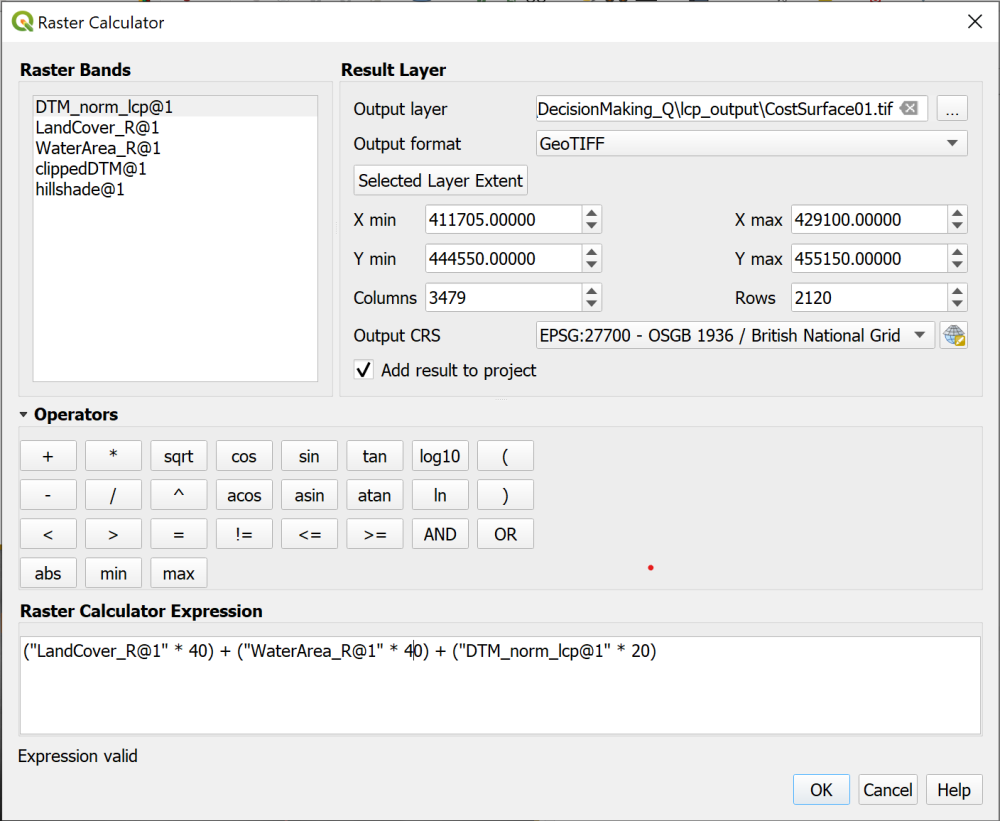 Raster Calculator
Raster Bands
DTM_norm_lcp@1
LandCover_R@1
WaterArea_R@1
clippedDTM@1
hillshade@1
Result Layer
Output layer DecisionMaking_Q\lcp_output\CostSurface01.tif ...
Output format GeoTIFF
Selected Layer Extent
X min 411705.00000 X max 429100.00000
Y min 444550.00000 Y max 455150.00000
Columns 3479 Rows 2120
Output CRS EPSG:27700 - OSGB 1936 / British National Grid
Add result to project
Operators
+ * sqrt cos sin tan log10 (
- / ^ acos asin atan ln )
< > = != <= >= AND OR
abs min max
Raster Calculator Expression
("LandCover_R@1" * 40) + ("WaterArea_R@1" * 40) + ("DTM_norm_lcp@1" * 20)
Expression valid
OK Cancel Help